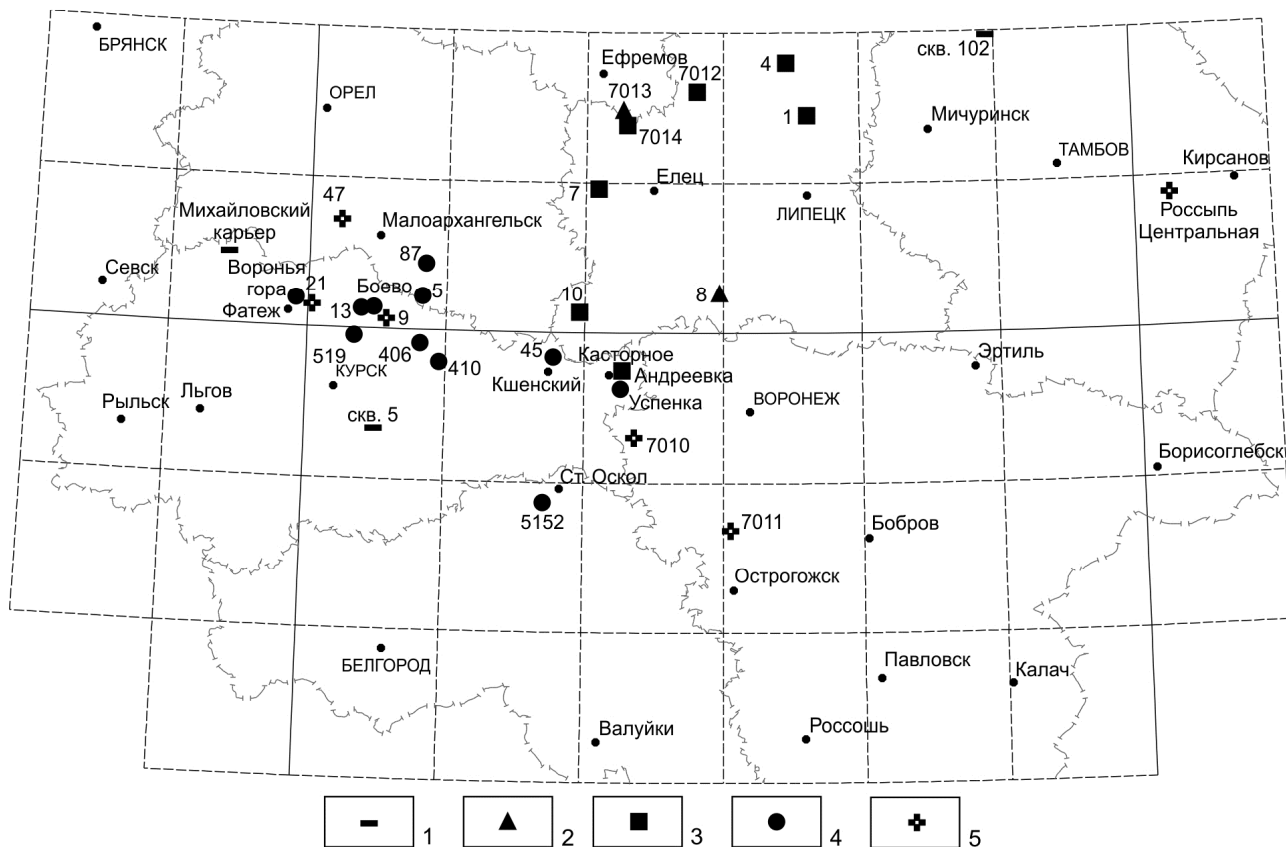 БРЯНСК
скв. 102
Ефремов
7012
4
7013
ОРЕЛ
1
Мичуринск
7014
ТАМБОВ
Кирсанов
47
7
Елец
ЛИПЕЦК
Россыпь
Центральная
Михайловский
карьер
Малоархангельск
87
Севск
Воронья
гора
21
Боево
5
10
8
Фатеж
13
9
519
406
45
Касторное
Эртиль
КУРСК
410
Кшенский
Андреевка
Рыльск
Льгов
Успенка
ВОРОНЕЖ
скв. 5
7010
Борисоглебск
Ст. Оскол
5152
7011
Бобров
Острогожск
БЕЛГОРОД
Павловск
Калач
Валуйки
Россошь
1
2
3
4
5